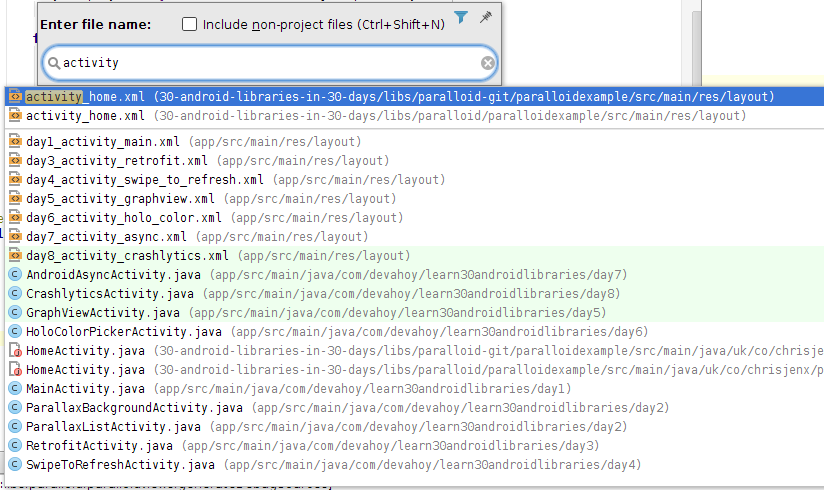 Enter file name:
Include non-project files (Ctrl+Shift+N)
activity
activity_home.xml (30-android-libraries-in-30-days/libs/paralloid-git/paralloidexample/src/main/res/layout)
activity_home.xml (30-android-libraries-in-30-days/libs/paralloid/paralloidexample/src/main/res/layout)
day1_activity_main.xml (app/src/main/res/layout)
day3_activity_retrofit.xml (app/src/main/res/layout)
day4_activity_swipe_to_refresh.xml (app/src/main/res/layout)
day5_activity_graphview.xml (app/src/main/res/layout)
day6_activity_holo_color.xml (app/src/main/res/layout)
day7_activity_async.xml (app/src/main/res/layout)
day8_activity_crashlytics.xml (app/src/main/res/layout)
AndroidAsyncActivity.java (app/src/main/java/com/devahoy/learn30androidlibraries/day7)
CrashlyticsActivity.java (app/src/main/java/com/devahoy/learn30androidlibraries/day8)
GraphViewActivity.java (app/src/main/java/com/devahoy/learn30androidlibraries/day5)
HoloColorPickerActivity.java (app/src/main/java/com/devahoy/learn30androidlibraries/day6)
HomeActivity.java (30-android-libraries-in-30-days/libs/paralloid-git/paralloidexample/src/main/java/uk/co/chrisje
HomeActivity.java (30-android-libraries-in-30-days/libs/paralloid/paralloidexample/src/main/java/uk/co/chrisjenx/p
MainActivity.java (app/src/main/java/com/devahoy/learn30androidlibraries/day1)
ParallaxBackgroundActivity.java (app/src/main/java/com/devahoy/learn30androidlibraries/day2)
ParallaxListActivity.java (app/src/main/java/com/devahoy/learn30androidlibraries/day2)
RetrofitActivity.java (app/src/main/java/com/devahoy/learn30androidlibraries/day3)
SwipeToRefreshActivity.java (app/src/main/java/com/devahoy/learn30androidlibraries/day4)